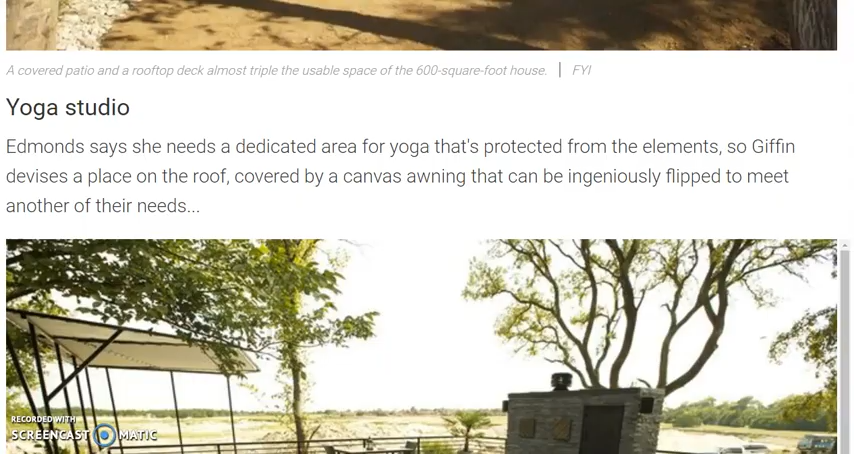 A covered patio and a rooftop deck almost triple the usable space of the 600-square-foot house. | FYI
Yoga studio
Edmonds says she needs a dedicated area for yoga that's protected from the elements, so Giffin
devises a place on the roof, covered by a canvas awning that can be ingeniously flipped to meet
another of their needs...
RECORDED WITH
SCREENCAST MATIC